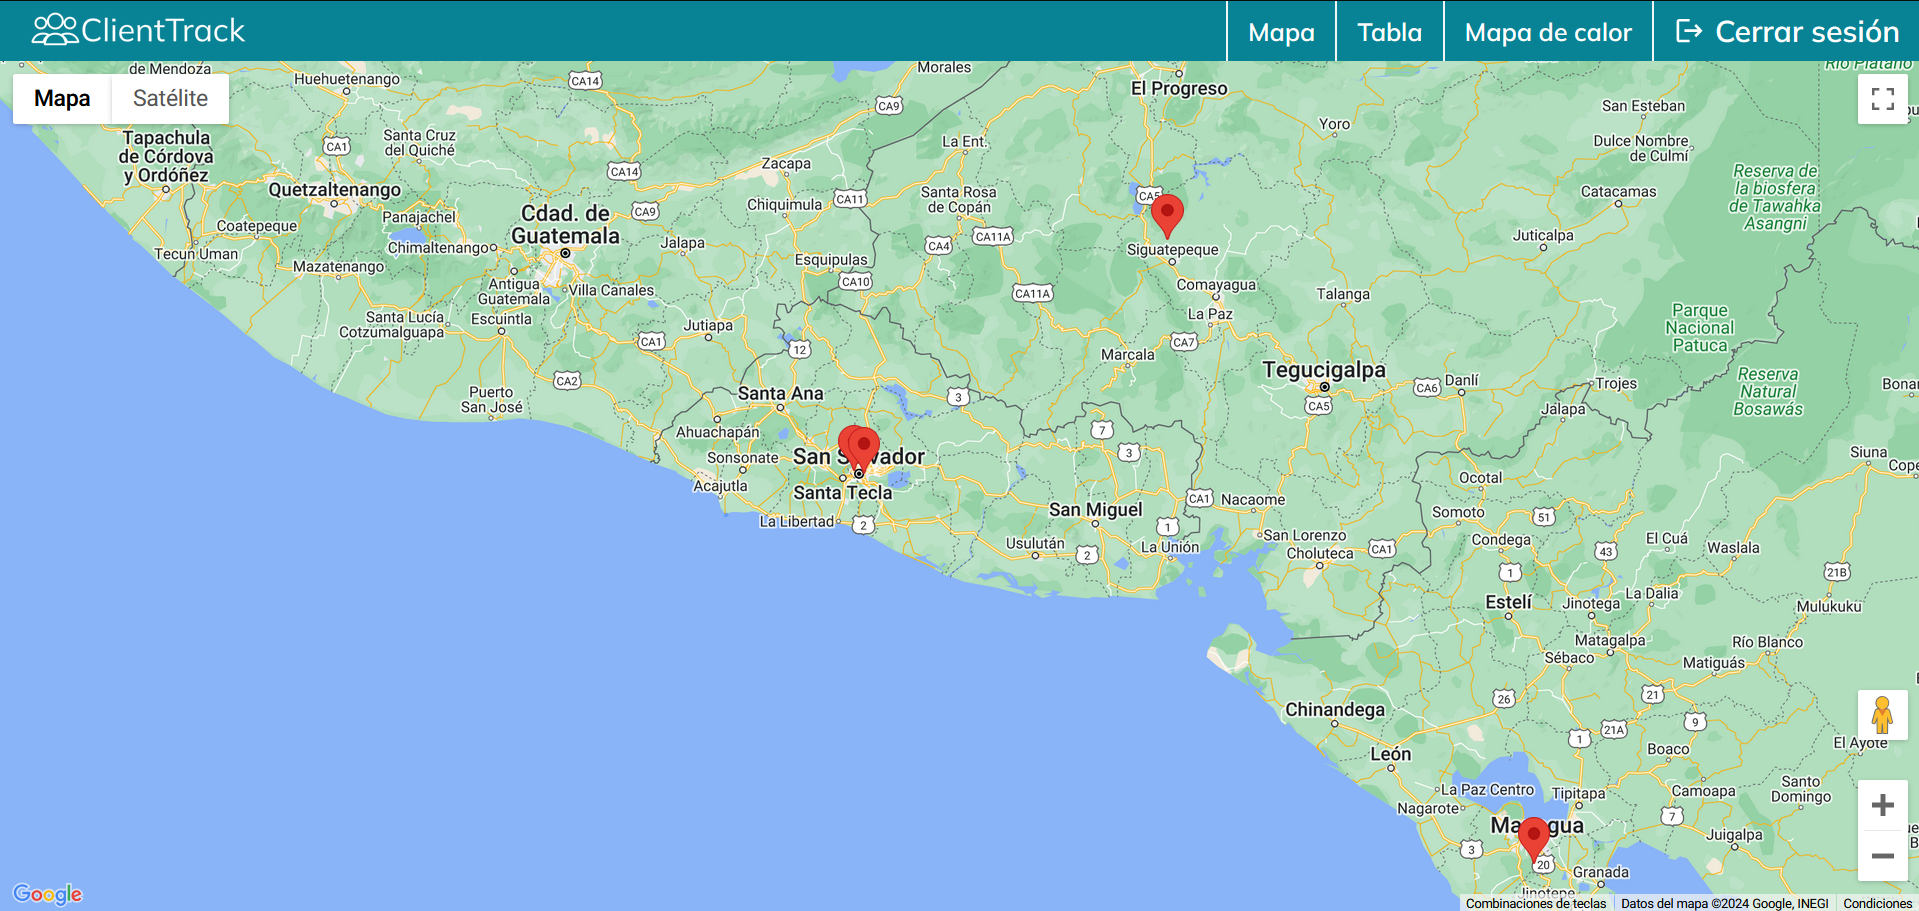 ClientTrack
Mapa
Tabla
Mapa de calor
Cerrar sesión
Mapa
Satélite
de Mendoza
Huehuetenango
CA14
CA9
Morales
El Progreso
Río Plátano
San Esteban
Yoro
Dulce Nombre
de Culmí
Tapachula
de Córdova
y Ordóñez
CA1
Santa Cruz
del Quiché
La Ent.
Zacapa
CA14
Reserva de
la biosfera
de Tawahka
Asangni
Quetzaltenango
Santa Rosa
de Copán
CA5
Catacamas
Panajachel
Coatepeque
Cdad. de
Guatemala
CA9
Chiquimula
CA11
CA11A
CA4
Juticalpa
Tecun Uman
Chimaltenango
Jalapa
Esquipulas
Siguatepeque
Mazatenango
Antigua
Guatemala
Villa Canales
CA10
CA11A
Comayagua
Talanga
Santa Lucía
Cotzumalguapa
Escuintla
Jutiapa
La Paz
Parque
Nacional
Patuca
CA1
12
Marcala
CA7
Tegucigalpa
CA2
Puerto
San José
Santa Ana
3
CA5
CA6
Danlí
Trojes
Reserva
Natural
Bosawás
Bonan
Jalapa
Ahuachapán
7
3
Sonsonate
San Salvador
Siuna
Acajutla
Santa Tecla
Ocotal
Cope
La Libertad
2
San Miguel
CA1
Nacaome
Somoto
51
1
Usulután
2
La Unión
San Lorenzo
Choluteca
CA1
Condega
43
El Cuá
Waslala
1
21B
Estelí
Jinotega
La Dalia
Mulukuku
Matagalpa
Río Blanco
Sébaco
Matiguás
26
21
Chinandega
9
21A
1
El Ayote
León
Boaco
La Paz Centro
Tipitapa
Camoapa
Santo
Domingo
Nagarote
Managua
7
Juigalpa
3
20
Granada
Jinotepe
Google
Combinaciones de teclas
Datos del mapa ©2024 Google, INEGI
Condiciones